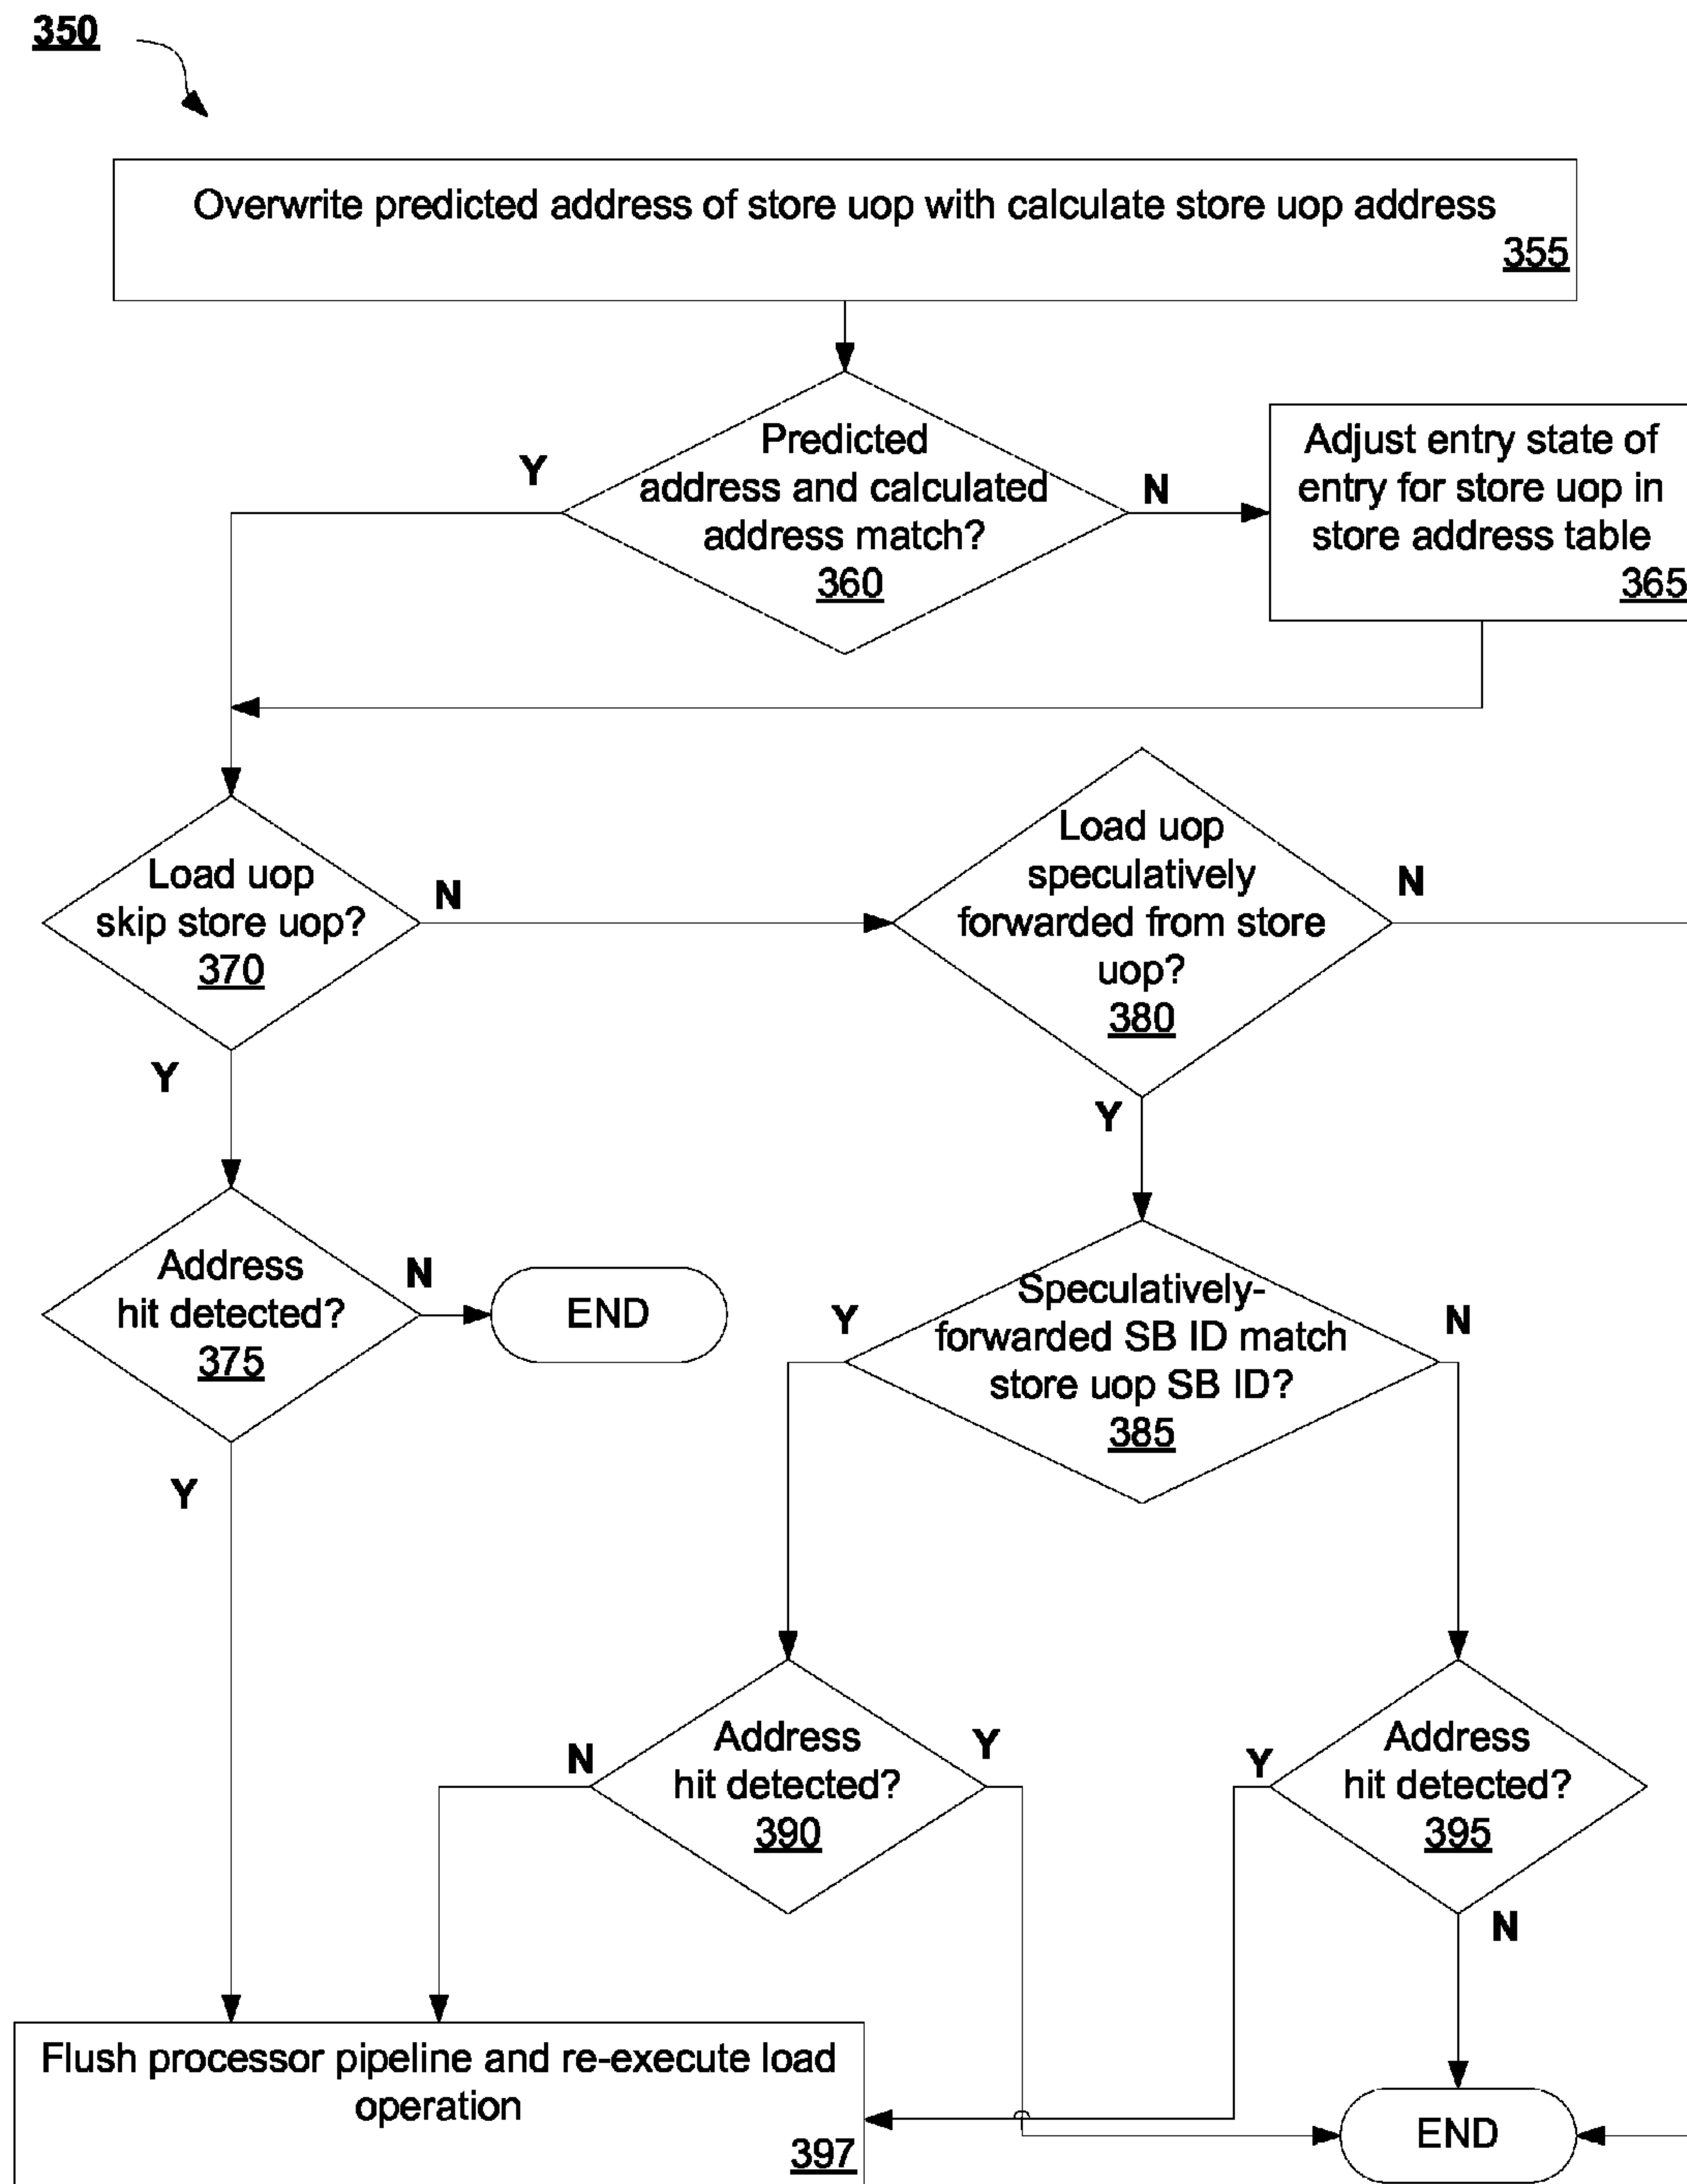 350
Overwrite predicted address of store uop with calculate store uop address
355
Predicted
address and calculated
address match?
360
Y
N
Adjust entry state of
entry for store uop in
store address table
365
Load uop
skip store uop?
370
N
Y
Load uop
speculatively
forwarded from store
uop?
380
N
Y
Address
hit detected?
375
N
END
Y
Speculatively-
forwarded SB ID match
store uop SB ID?
385
Y
N
Address
hit detected?
390
N
Y
Address
hit detected?
395
Y
N
Flush processor pipeline and re-execute load
operation
397
END